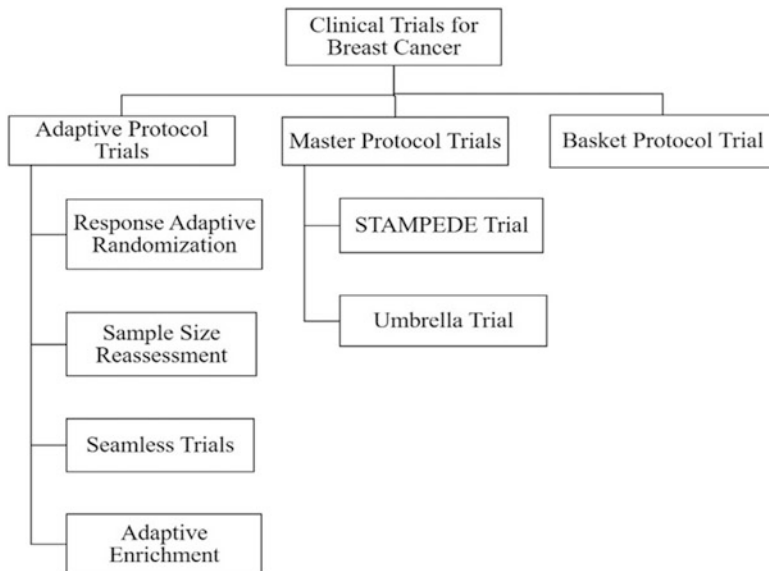 Clinical Trials for
Breast Cancer
Adaptive Protocol
Trials
Master Protocol Trials
Basket Protocol Trial
Response Adaptive
Randomization
STAMPEDE Trial
Sample Size
Reassessment
Umbrella Trial
Seamless Trials
Adaptive
Enrichment